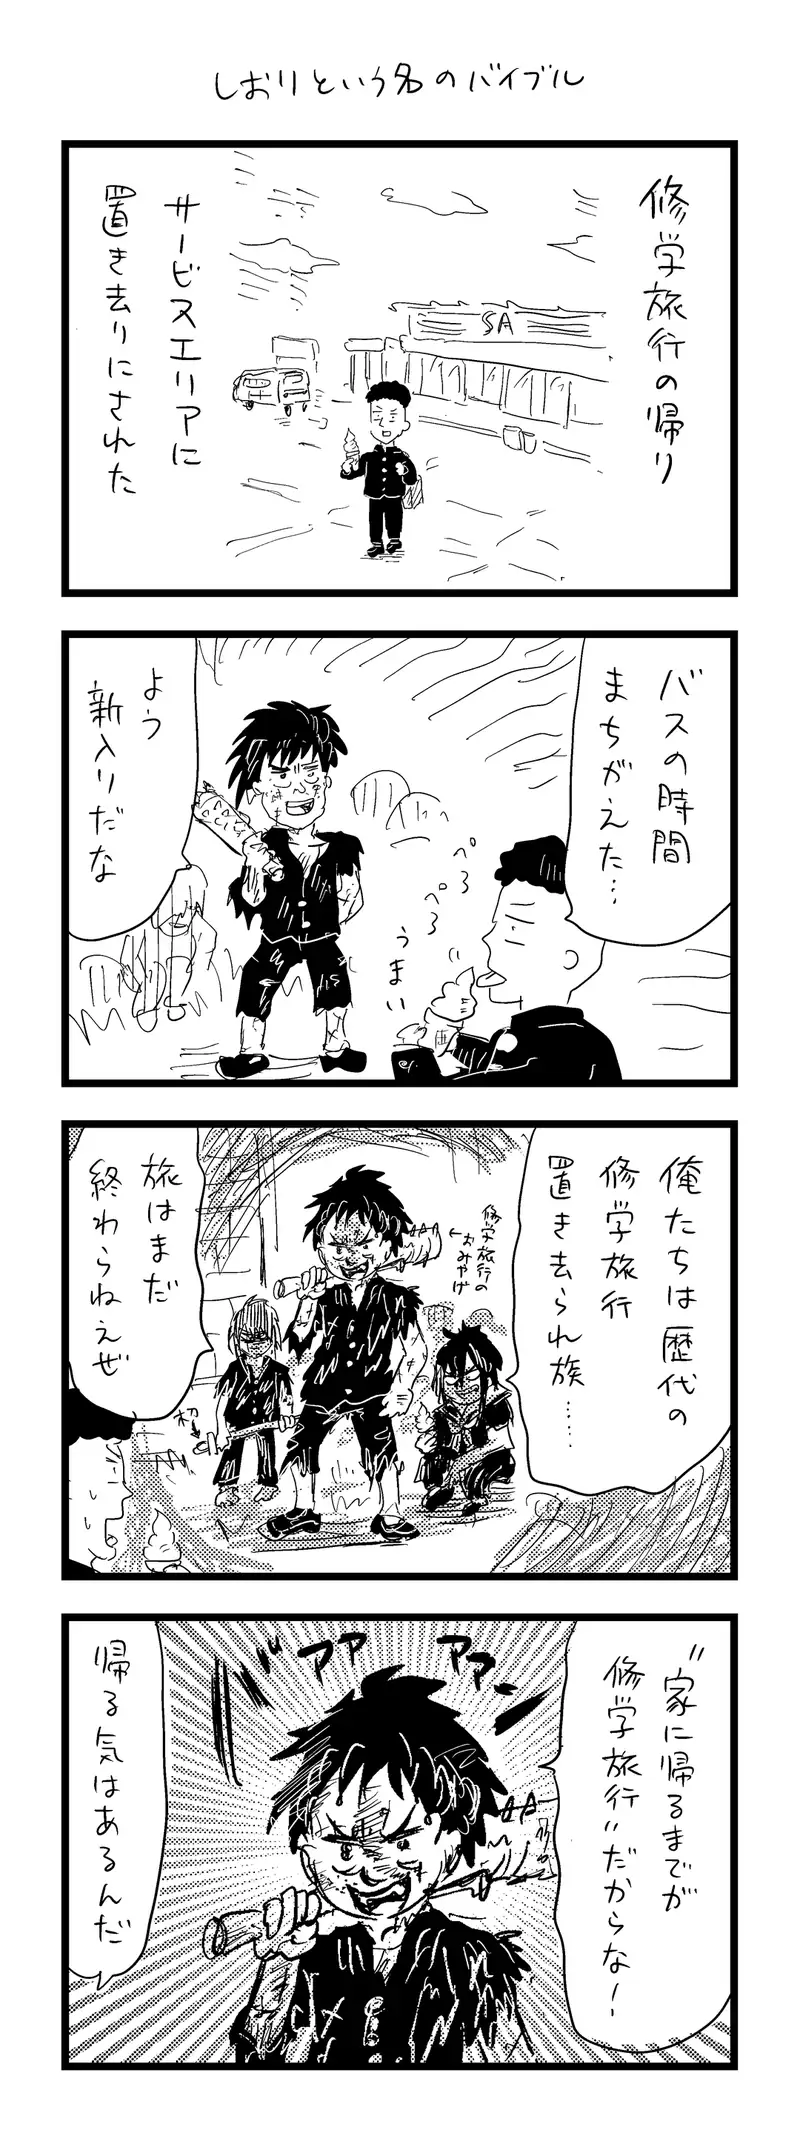 しおりという名のバイブル
修学旅行の帰り
サービスエリアに
置き去りにされた
SA
バスの時間
まちがえた…
ぺろ
ぺろ
うまい
よう
新入りだな
俺たちは歴代の
修学旅行
置き去られ族……
修学旅行の
おみやげ
旅はまだ
終わらねえぜ
“家に帰るまでが
修学旅行”だからな!
帰る気はあるんだ